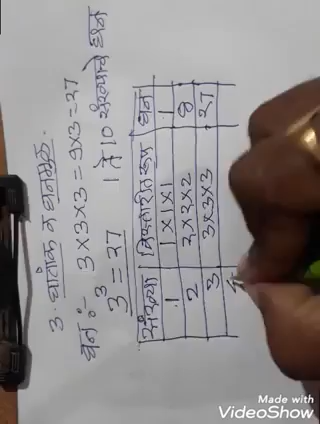 3. घातांक व घनमूळ.
घन :- 3×3×3 = 9×3 = 27
3³ = 27 1 ते 10 संख्यांचे घन
संख्या विस्तारीत रूप घन
1 1×1×1 1
2 2×2×2 8
3 3×3×3 27
4
Made with
VideoShow